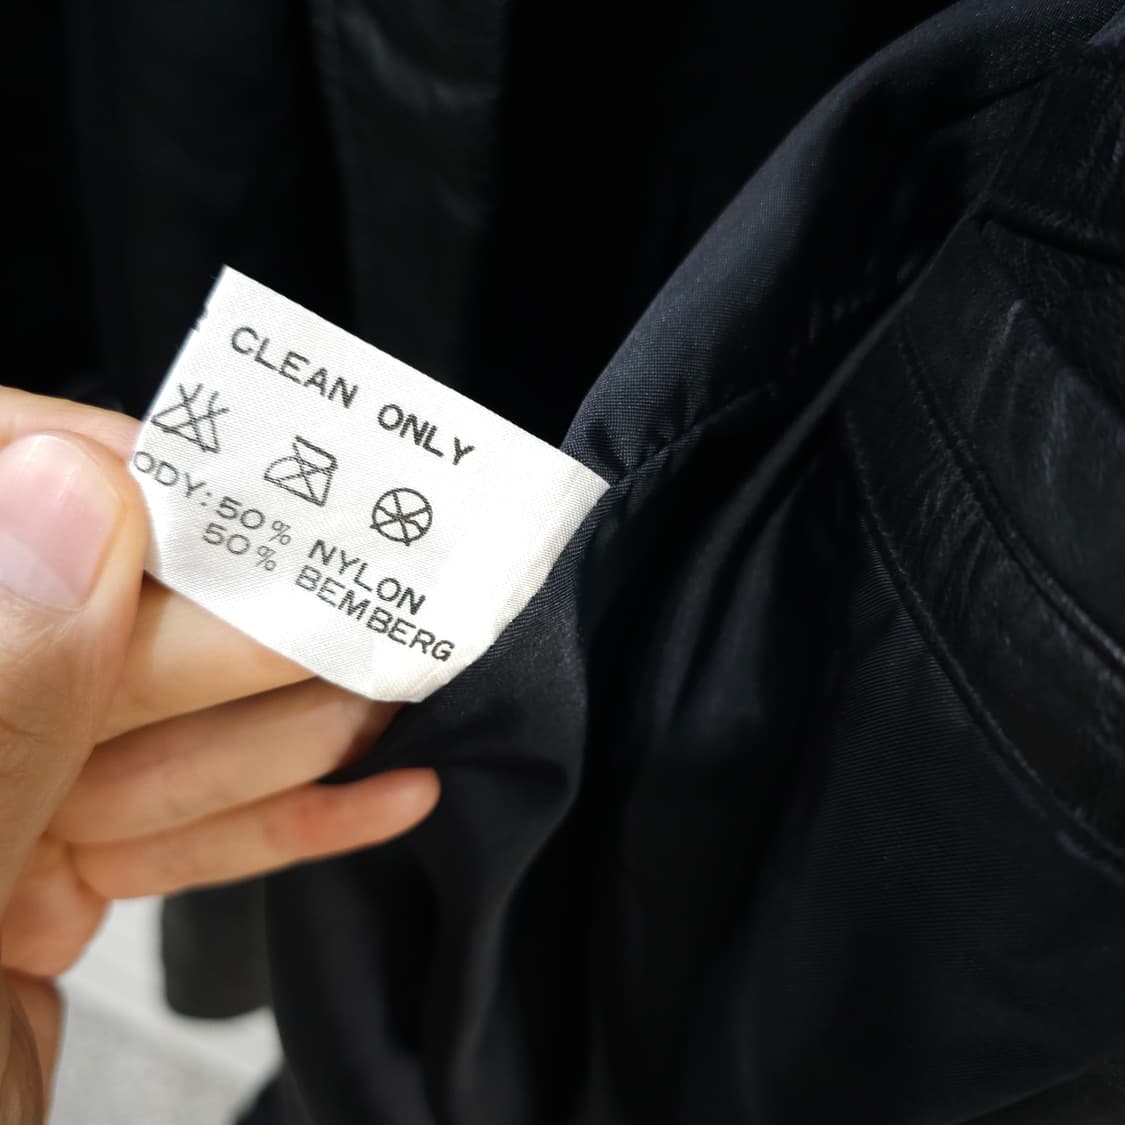 CLEAN ONLY
ODY: 50% NYLON
50% BEMBERG